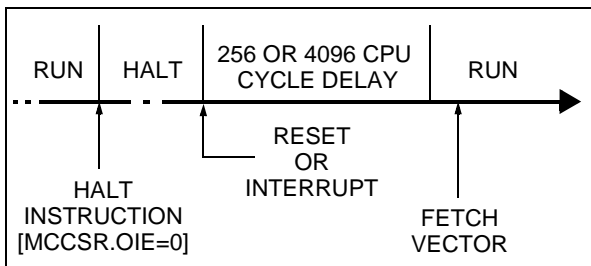 RUN HALT 256 OR 4096 CPU CYCLE DELAY RUN
RESET
OR
INTERRUPT
HALT
INSTRUCTION
[MCCSR.OIE=0]
FETCH
VECTOR